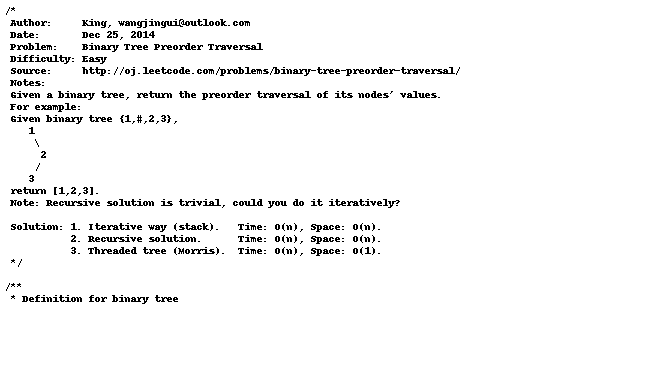 /*
 Author:     King, wangjingui@outlook.com
 Date:       Dec 25, 2014
 Problem:    Binary Tree Preorder Traversal
 Difficulty: Easy
 Source:     http://oj.leetcode.com/problems/binary-tree-preorder-traversal/
 Notes:
 Given a binary tree, return the preorder traversal of its nodes' values.
 For example:
 Given binary tree {1,#,2,3},
    1
     \
      2
     /
    3
 return [1,2,3].
 Note: Recursive solution is trivial, could you do it iteratively?

 Solution: 1. Iterative way (stack).   Time: O(n), Space: O(n).
           2. Recursive solution.      Time: O(n), Space: O(n).
           3. Threaded tree (Morris).  Time: O(n), Space: O(1).
 */

/**
 * Definition for binary tree